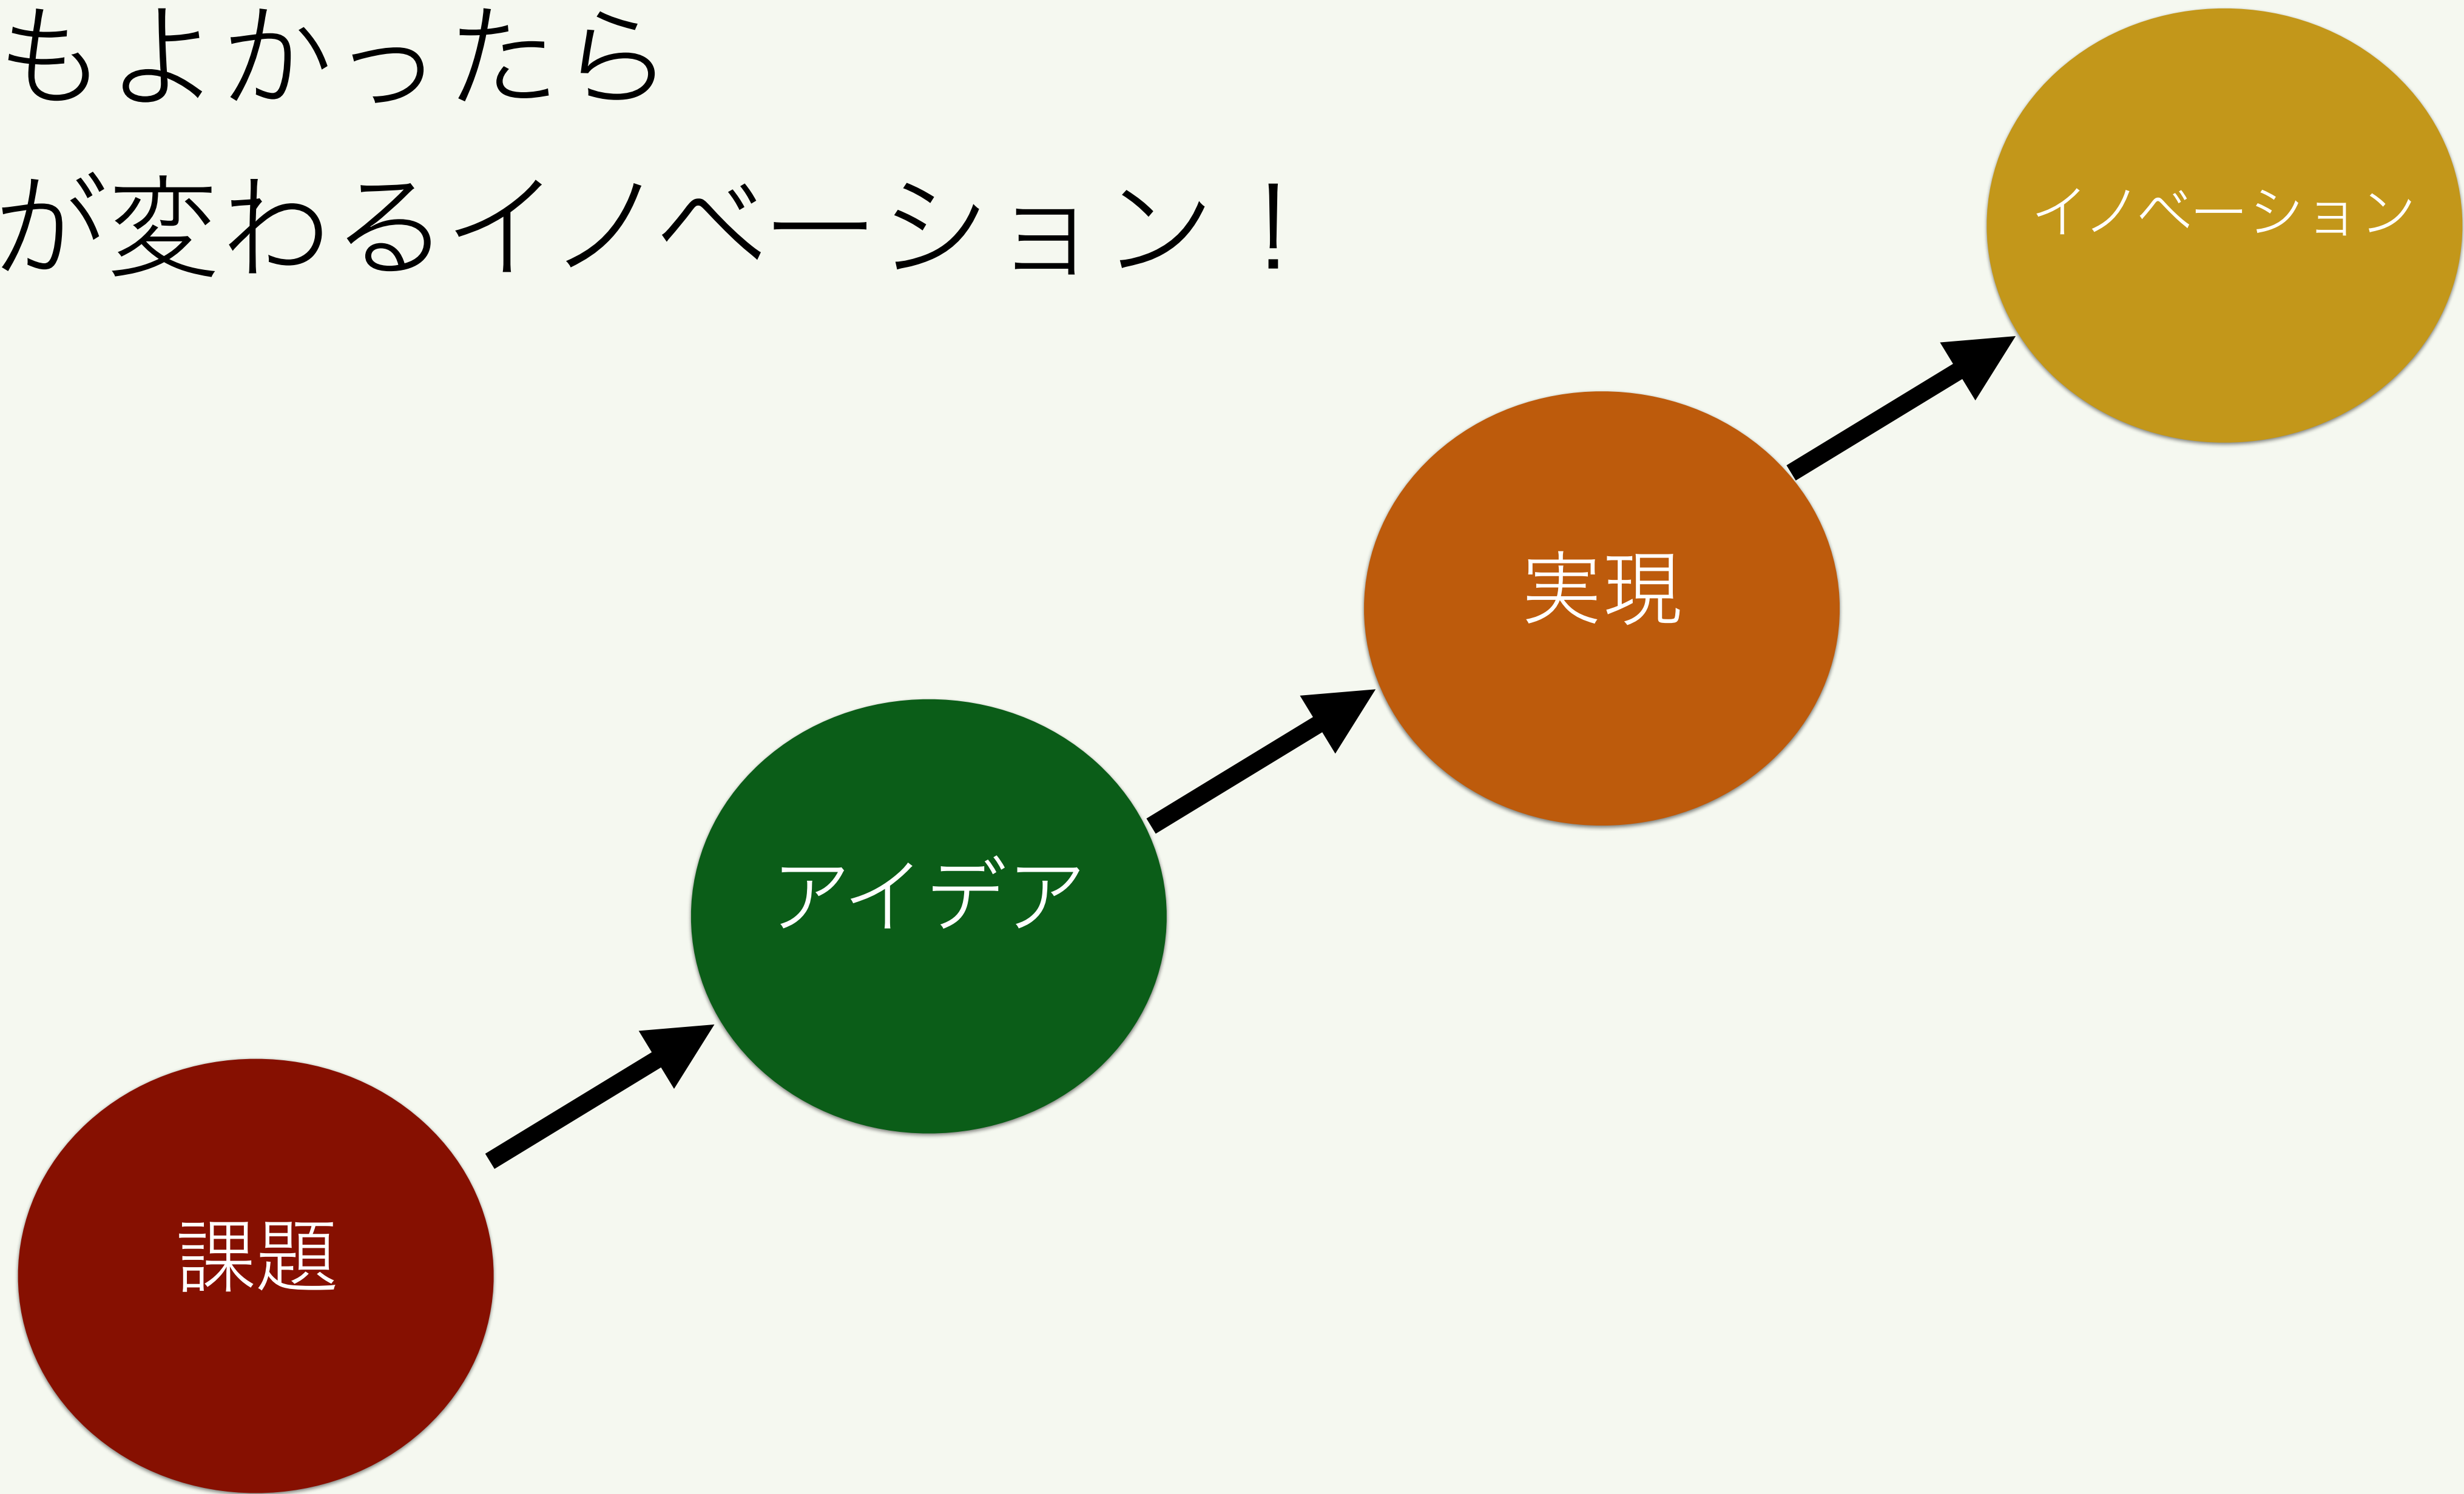 もよかったら
が変わるイノベーション！
イノベーション
実現
アイデア
課題